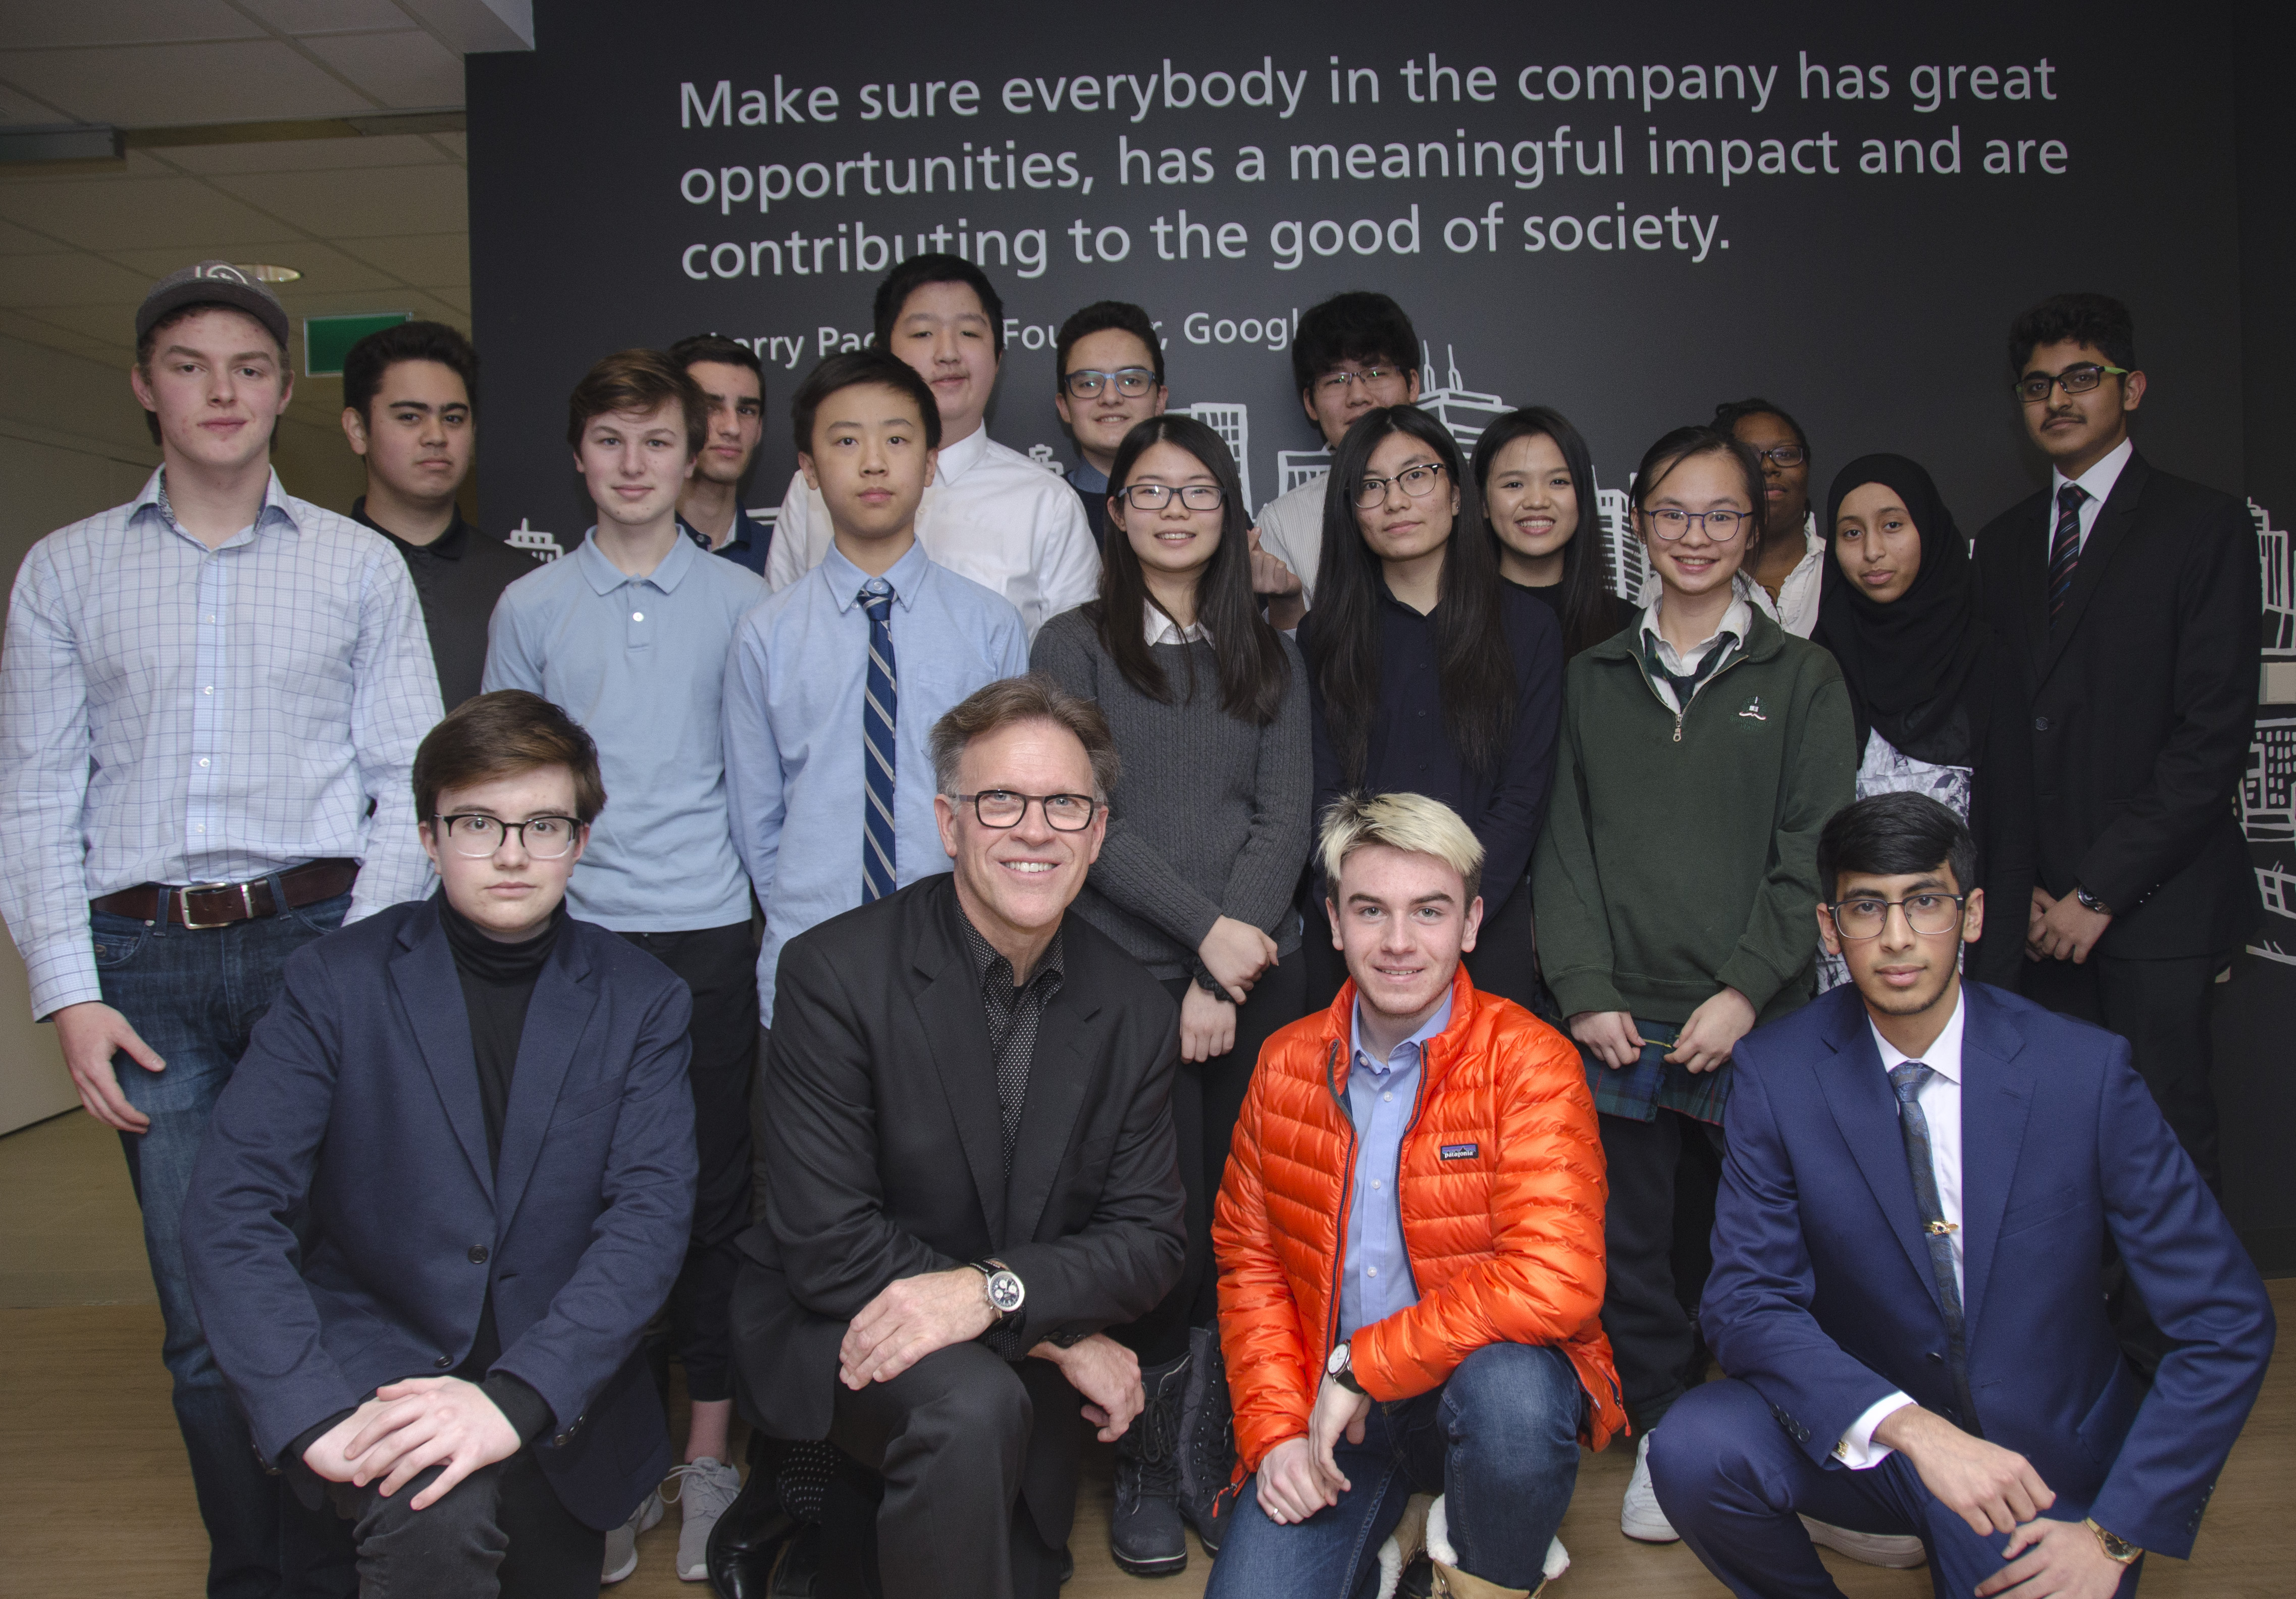 Make sure everybody in the company has great
opportunities, has a meaningful impact and are
contributing to the good of society.
Google
patagonia